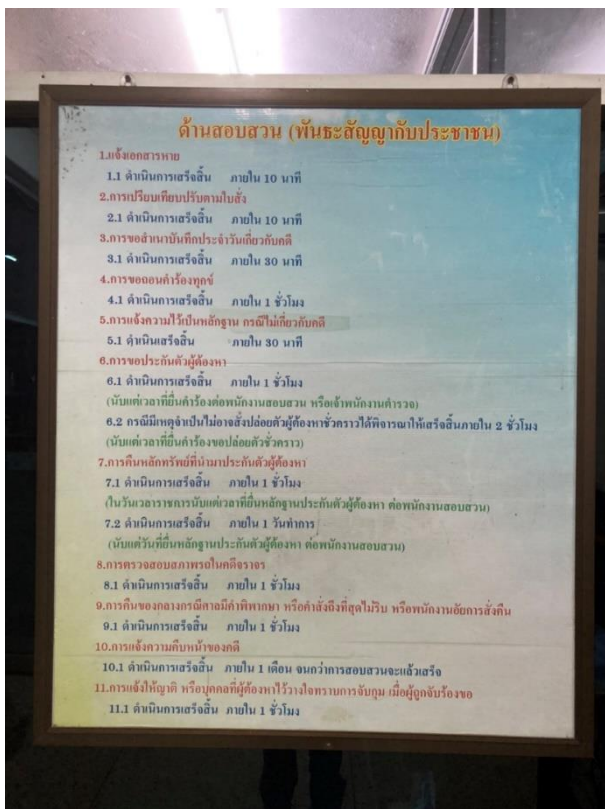 ด้านสอบสวน (พันธะสัญญากับประชาชน)
1.แจ้งเอกสารหาย
1.1 ดำเนินการเสร็จสิ้น ภายใน 10 นาที
2.การเปรียบเทียบปรับตามใบสั่ง
2.1 ดำเนินการเสร็จสิ้น ภายใน 10 นาที
3.การขอสำเนาบันทึกประจำวันเกี่ยวกับคดี
3.1 ดำเนินการเสร็จสิ้น ภายใน 30 นาที
4.การขอถอนคำร้องทุกข์
4.1 ดำเนินการเสร็จสิ้น ภายใน 1 ชั่วโมง
5.การแจ้งความไว้เป็นหลักฐาน กรณีไม่เกี่ยวกับคดี
5.1 ดำเนินเสร็จสิ้น ภายใน 30 นาที
6.การขอประกันตัวผู้ต้องหา
6.1 ดำเนินการเสร็จสิ้น ภายใน 1 ชั่วโมง
(นับแต่เวลาที่ยื่นคำร้องต่อพนักงานสอบสวน หรือเจ้าพนักงานตำรวจ)
6.2 กรณีมีเหตุจำเป็นไม่อาจสั่งปล่อยตัวผู้ต้องหาชั่วคราวได้พิจารณาให้เสร็จสิ้นภายใน 2 ชั่วโมง
(นับแต่เวลาที่ยื่นคำร้องขอปล่อยตัวชั่วคราว)
7.การคืนหลักทรัพย์ที่นำมาประกันตัวผู้ต้องหา
7.1 ดำเนินการเสร็จสิ้น ภายใน 1 ชั่วโมง
(ในวันเวลาราชการนับแต่เวลาที่ยื่นหลักฐานประกันตัวผู้ต้องหา ต่อพนักงานสอบสวน)
7.2 ดำเนินการเสร็จสิ้น ภายใน 1 วันทำการ
(นับแต่วันที่ยื่นหลักฐานประกันตัวผู้ต้องหา ต่อพนักงานสอบสวน)
8.การตรวจสอบสภาพรถในคดีจราจร
8.1 ดำเนินการเสร็จสิ้น ภายใน 1 ชั่วโมง
9.การคืนของกลางกรณีศาลมีคำพิพากษา หรือคำสั่งถึงที่สุดไม่ริบ หรือพนักงานอัยการสั่งคืน
9.1 ดำเนินการเสร็จสิ้น ภายใน 1 ชั่วโมง
10.การแจ้งความคืบหน้าของคดี
10.1 ดำเนินการเสร็จสิ้น ภายใน 1 เดือน จนกว่าการสอบสวนจะแล้วเสร็จ
11.การแจ้งให้ญาติ หรือบุคคลที่ผู้ต้องหาไว้วางใจทราบการจับกุม เมื่อผู้ถูกจับร้องขอ
11.1 ดำเนินการเสร็จสิ้น ภายใน 1 ชั่วโมง